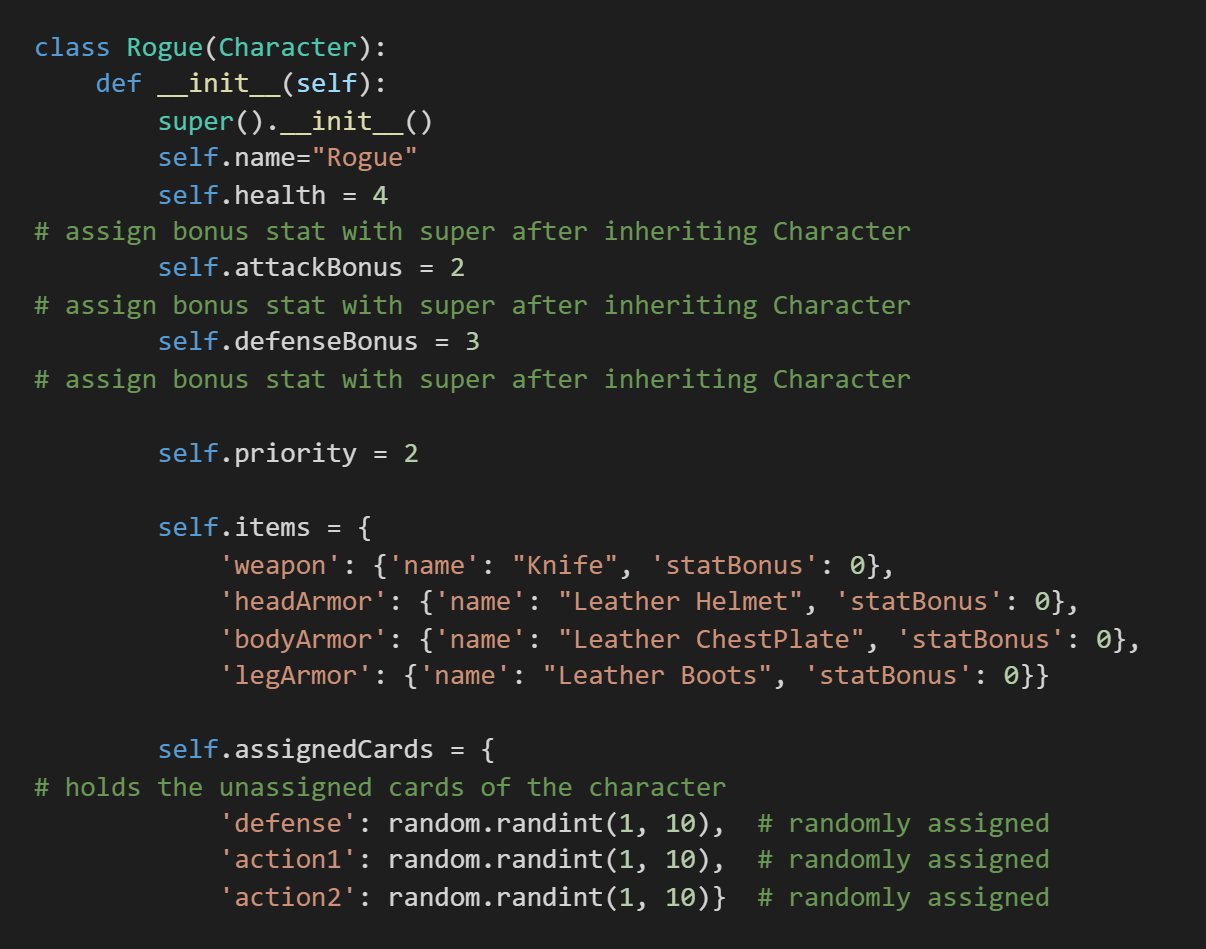 class Rogue(Character):
    def __init__(self):
        super().__init__()
        self.name="Rogue"
        self.health = 4
# assign bonus stat with super after inheriting Character
        self.attackBonus = 2
# assign bonus stat with super after inheriting Character
        self.defenseBonus = 3
# assign bonus stat with super after inheriting Character

        self.priority = 2

        self.items = {
            'weapon': {'name': "Knife", 'statBonus': 0},
            'headArmor': {'name': "Leather Helmet", 'statBonus': 0},
            'bodyArmor': {'name': "Leather ChestPlate", 'statBonus': 0},
            'legArmor': {'name': "Leather Boots", 'statBonus': 0}}

        self.assignedCards = {
# holds the unassigned cards of the character
            'defense': random.randint(1, 10),  # randomly assigned
            'action1': random.randint(1, 10),  # randomly assigned
            'action2': random.randint(1, 10)}  # randomly assigned